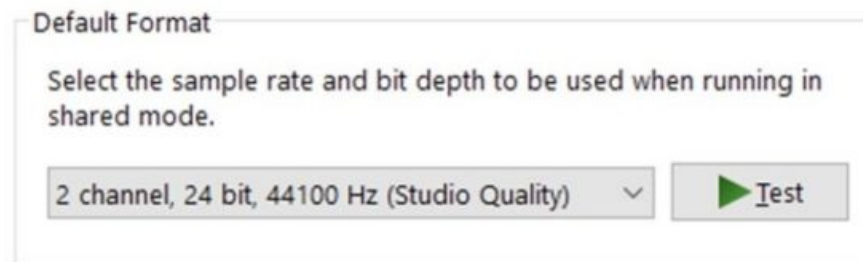 Default Format
Select the sample rate and bit depth to be used when running in
shared mode.
2 channel, 24 bit, 44100 Hz (Studio Quality)
Test